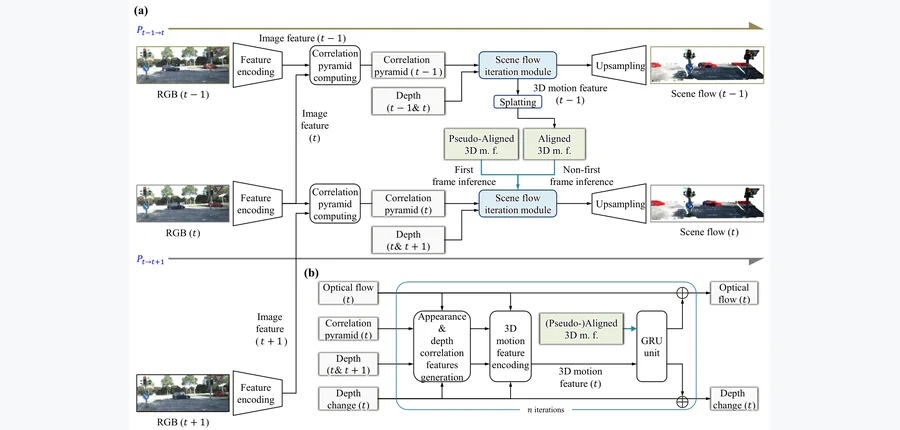 (a)
P t−1→t
Image feature (t − 1)
Feature
encoding
Correlation
pyramid
computing
Correlation
pyramid (t − 1)
Scene flow
iteration module
Upsampling
RGB (t − 1)
Depth
(t − 1& t)
3D motion feature
(t − 1)
Splatting
Scene flow (t − 1)
Image
feature
(t)
Pseudo-Aligned
3D m. f.
Aligned
3D m. f.
First
frame inference
Non-first
frame inference
Feature
encoding
Correlation
pyramid
computing
Correlation
pyramid (t)
Scene flow
iteration module
Upsampling
RGB (t)
Depth
(t& t + 1)
Scene flow (t)
P t→t+1
(b)
Optical flow
(t)
Optical
flow (t)
Image
feature
(t + 1)
Correlation
pyramid (t)
Appearance
&
depth
correlation
features
generation
3D
motion
feature
encoding
(Pseudo-)Aligned
3D m. f.
GRU
unit
Depth
(t& t + 1)
3D motion
feature (t)
Feature
encoding
RGB (t + 1)
Depth
change (t)
Depth
change (t)
n iterations